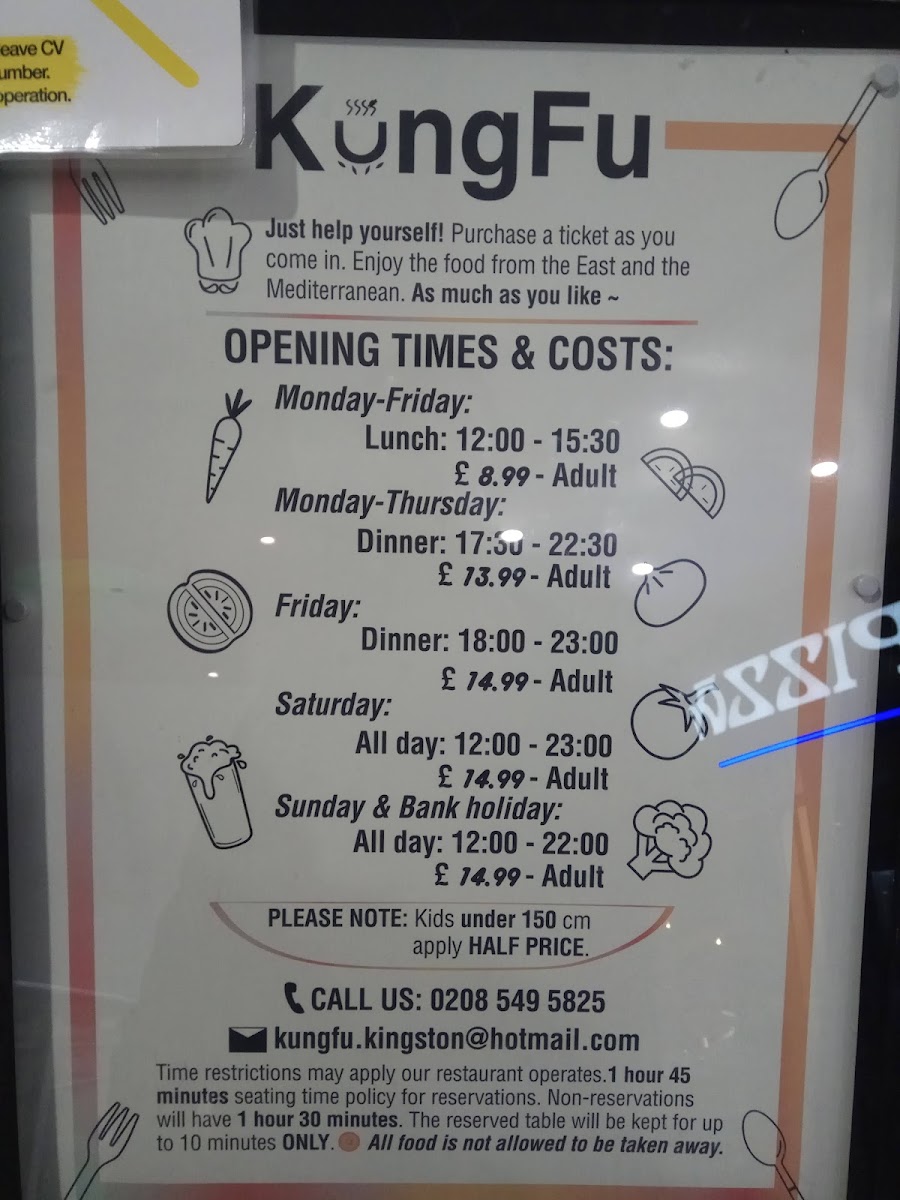 eave CV
umber.
operation.
KungFu
Just help yourself! Purchase a ticket as you
come in. Enjoy the food from the East and the
Mediterranean. As much as you like ~
OPENING TIMES & COSTS:
Monday-Friday:
Lunch: 12:00 - 15:30
£ 8.99 - Adult
Monday-Thursday:
Dinner: 17:30 - 22:30
£ 13.99 - Adult
Friday:
Dinner: 18:00 - 23:00
£ 14.99 - Adult
Saturday:
All day: 12:00 - 23:00
£ 14.99 - Adult
Sunday & Bank holiday:
All day: 12:00 - 22:00
£ 14.99 - Adult
PLEASE NOTE: Kids under 150 cm
apply HALF PRICE.
CALL US: 0208 549 5825
kungfu.kingston@hotmail.com
Time restrictions may apply our restaurant operates.1 hour 45
minutes seating time policy for reservations. Non-reservations
will have 1 hour 30 minutes. The reserved table will be kept for up
to 10 minutes ONLY. All food is not allowed to be taken away.
PIZZA